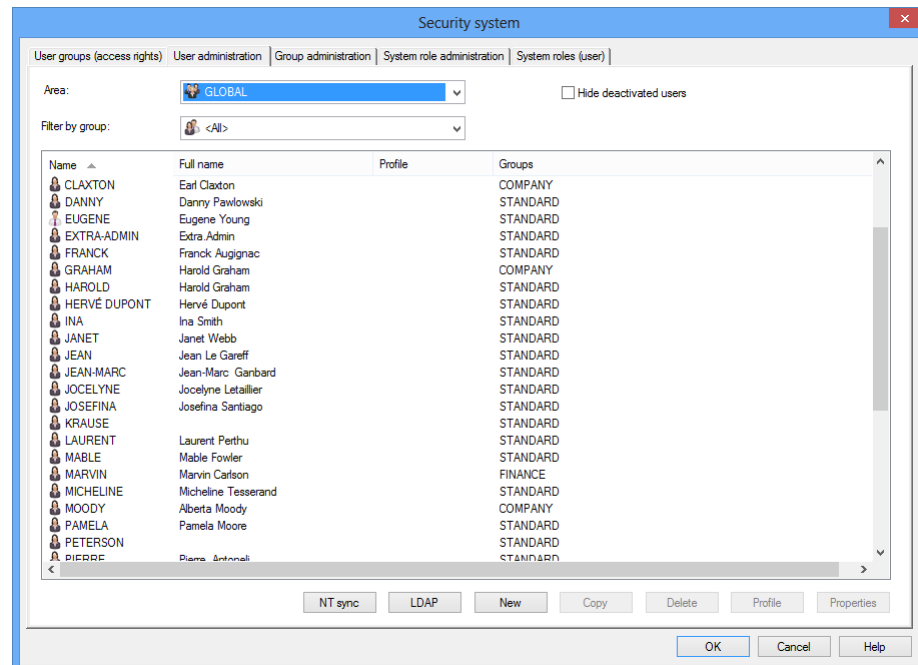 Security system
User groups (access rights) User administration Group administration System role administration System roles (user)
Area: GLOBAL Hide deactivated users
Filter by group: <All>
Name Full name Profile Groups
CLAXTON Earl Claxton COMPANY
DANNY Danny Pawlowski STANDARD
EUGENE Eugene Young STANDARD
EXTRA-ADMIN Extra.Admin STANDARD
FRANCK Franck Augignac STANDARD
GRAHAM Harold Graham COMPANY
HAROLD Harold Graham STANDARD
HERVÉ DUPONT Hervé Dupont STANDARD
INA Ina Smith STANDARD
JANET Janet Webb STANDARD
JEAN Jean Le Gareff STANDARD
JEAN-MARC Jean-Marc Ganbard STANDARD
JOCELYNE Jocelyne Letaillier STANDARD
JOSEFINA Josefina Santiago STANDARD
KRAUSE STANDARD
LAURENT Laurent Perthu STANDARD
MABLE Mable Fowler STANDARD
MARVIN Marvin Carlson FINANCE
MICHELINE Micheline Tesserand STANDARD
MOODY Alberta Moody COMPANY
PAMELA Pamela Moore STANDARD
PETERSON STANDARD
PIERRE Pierre Antoneli STANDARD
NT sync LDAP New Copy Delete Profile Properties
OK Cancel Help